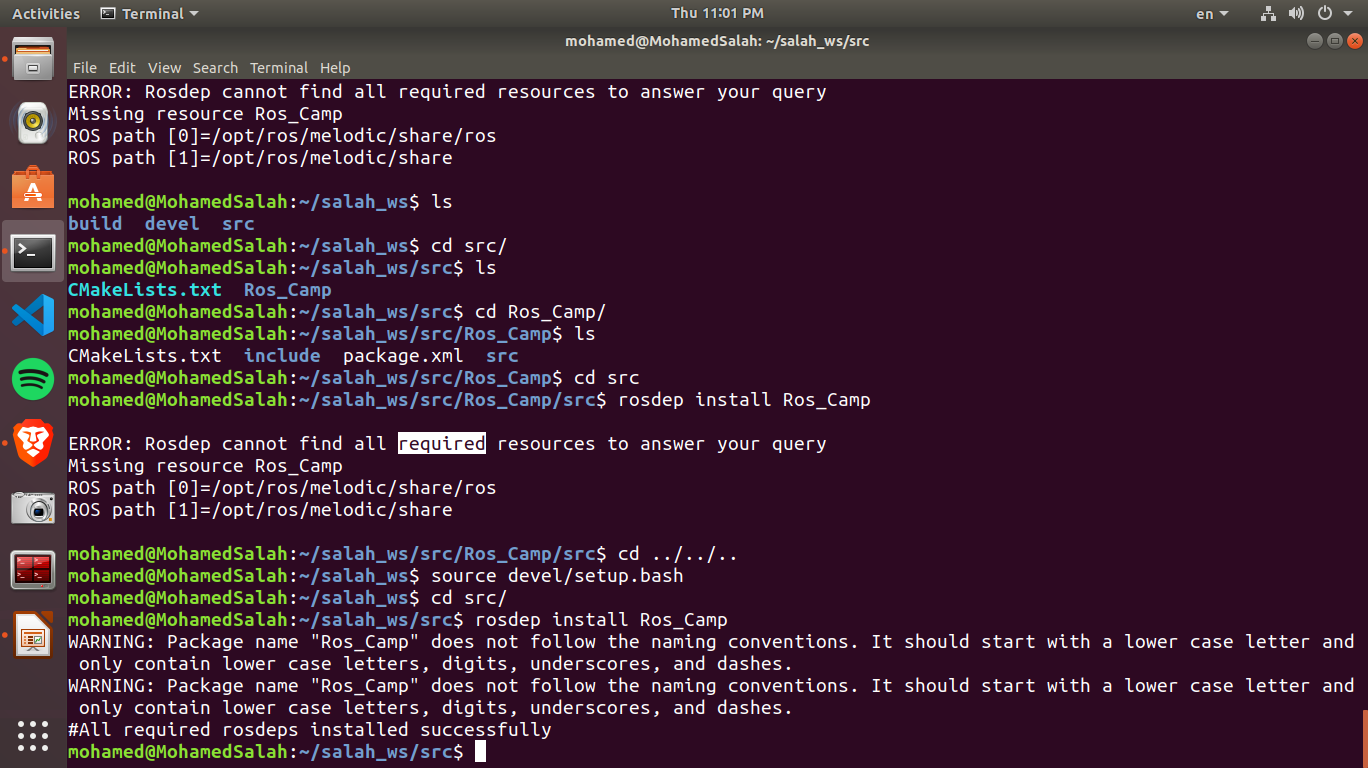 Activities Terminal Thu 11:01 PM en
mohamed@MohamedSalah: ~/salah_ws/src
File Edit View Search Terminal Help
ERROR: Rosdep cannot find all required resources to answer your query
Missing resource Ros_Camp
ROS path [0]=/opt/ros/melodic/share/ros
ROS path [1]=/opt/ros/melodic/share
mohamed@MohamedSalah:~/salah_ws$ ls
build devel src
mohamed@MohamedSalah:~/salah_ws$ cd src/
mohamed@MohamedSalah:~/salah_ws/src$ ls
CMakeLists.txt Ros_Camp
mohamed@MohamedSalah:~/salah_ws/src$ cd Ros_Camp/
mohamed@MohamedSalah:~/salah_ws/src/Ros_Camp$ ls
CMakeLists.txt include package.xml src
mohamed@MohamedSalah:~/salah_ws/src/Ros_Camp$ cd src
mohamed@MohamedSalah:~/salah_ws/src/Ros_Camp/src$ rosdep install Ros_Camp
ERROR: Rosdep cannot find all required resources to answer your query
Missing resource Ros_Camp
ROS path [0]=/opt/ros/melodic/share/ros
ROS path [1]=/opt/ros/melodic/share
mohamed@MohamedSalah:~/salah_ws/src/Ros_Camp/src$ cd ../../..
mohamed@MohamedSalah:~/salah_ws$ source devel/setup.bash
mohamed@MohamedSalah:~/salah_ws$ cd src/
mohamed@MohamedSalah:~/salah_ws/src$ rosdep install Ros_Camp
WARNING: Package name "Ros_Camp" does not follow the naming conventions. It should start with a lower case letter and
only contain lower case letters, digits, underscores, and dashes.
WARNING: Package name "Ros_Camp" does not follow the naming conventions. It should start with a lower case letter and
only contain lower case letters, digits, underscores, and dashes.
#All required rosdeps installed successfully
mohamed@MohamedSalah:~/salah_ws/src$